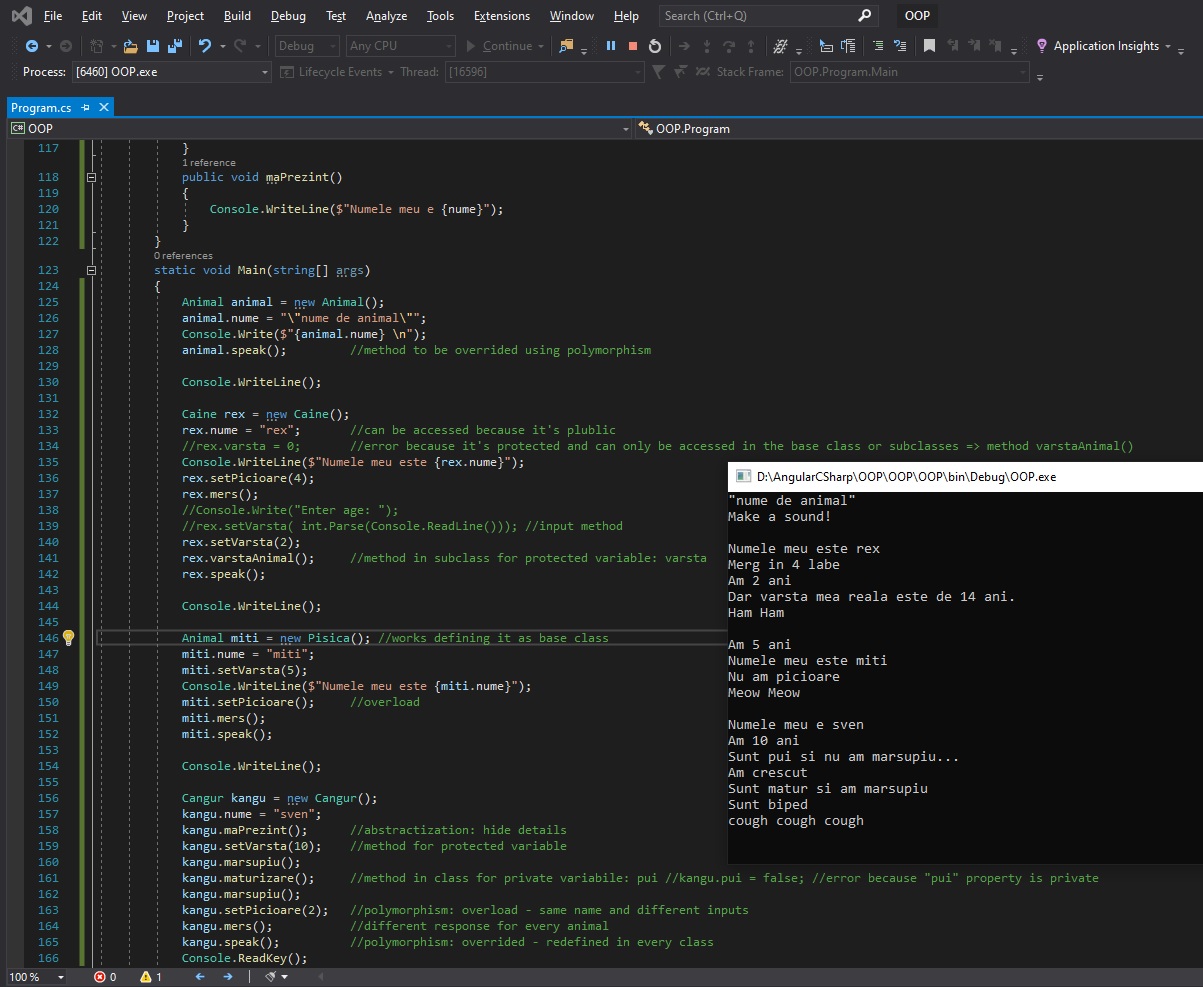 File Edit View Project Build Debug Test Analyze Tools Extensions Window Help Search (Ctrl+Q) OOP
Debug Any CPU Continue Application Insights
Process: [6460] OOP.exe Lifecycle Events Thread: [16596] Stack Frame: OOP.Program.Main
Program.cs
C# OOP OOP.Program
117 }
1 reference
118 public void maPrezint()
119 {
120 Console.WriteLine($"Numele meu e {nume}");
121 }
122 }
0 references
123 static void Main(string[] args)
124 {
125 Animal animal = new Animal();
126 animal.nume = "\"nume de animal\"";
127 Console.Write($"{animal.nume} \n");
128 animal.speak(); //method to be overrided using polymorphism
129
130 Console.WriteLine();
131
132 Caine rex = new Caine();
133 rex.nume = "rex"; //can be accessed because it's plublic
134 //rex.varsta = 0; //error because it's protected and can only be accessed in the base class or subclasses => method varstaAnimal()
135 Console.WriteLine($"Numele meu este {rex.nume}");
136 rex.setPicioare(4);
137 rex.mers();
138 //Console.Write("Enter age: ");
139 //rex.setVarsta( int.Parse(Console.ReadLine())); //input method
140 rex.setVarsta(2);
141 rex.varstaAnimal(); //method in subclass for protected variable: varsta
142 rex.speak();
143
144 Console.WriteLine();
145
146 Animal miti = new Pisica(); //works defining it as base class
147 miti.nume = "miti";
148 miti.setVarsta(5);
149 Console.WriteLine($"Numele meu este {miti.nume}");
150 miti.setPicioare(); //overload
151 miti.mers();
152 miti.speak();
153
154 Console.WriteLine();
155
156 Cangur kangu = new Cangur();
157 kangu.nume = "sven";
158 kangu.maPrezint(); //abstractization: hide details
159 kangu.setVarsta(10); //method for protected variable
160 kangu.marsupiu();
161 kangu.maturizare(); //method in class for private variabile: pui //kangu.pui = false; //error because "pui" property is private
162 kangu.marsupiu();
163 kangu.setPicioare(2); //polymorphism: overload - same name and different inputs
164 kangu.mers(); //different response for every animal
165 kangu.speak(); //polymorphism: overrided - redefined in every class
166 Console.ReadKey();
100 % 0 1
D:\AngularCSharp\OOP\OOP\OOP\bin\Debug\OOP.exe
"nume de animal"
Make a sound!
Numele meu este rex
Merg in 4 labe
Am 2 ani
Dar varsta mea reala este de 14 ani.
Ham Ham
Am 5 ani
Numele meu este miti
Nu am picioare
Meow Meow
Numele meu e sven
Am 10 ani
Sunt pui si nu am marsupiu...
Am crescut
Sunt matur si am marsupiu
Sunt biped
cough cough cough